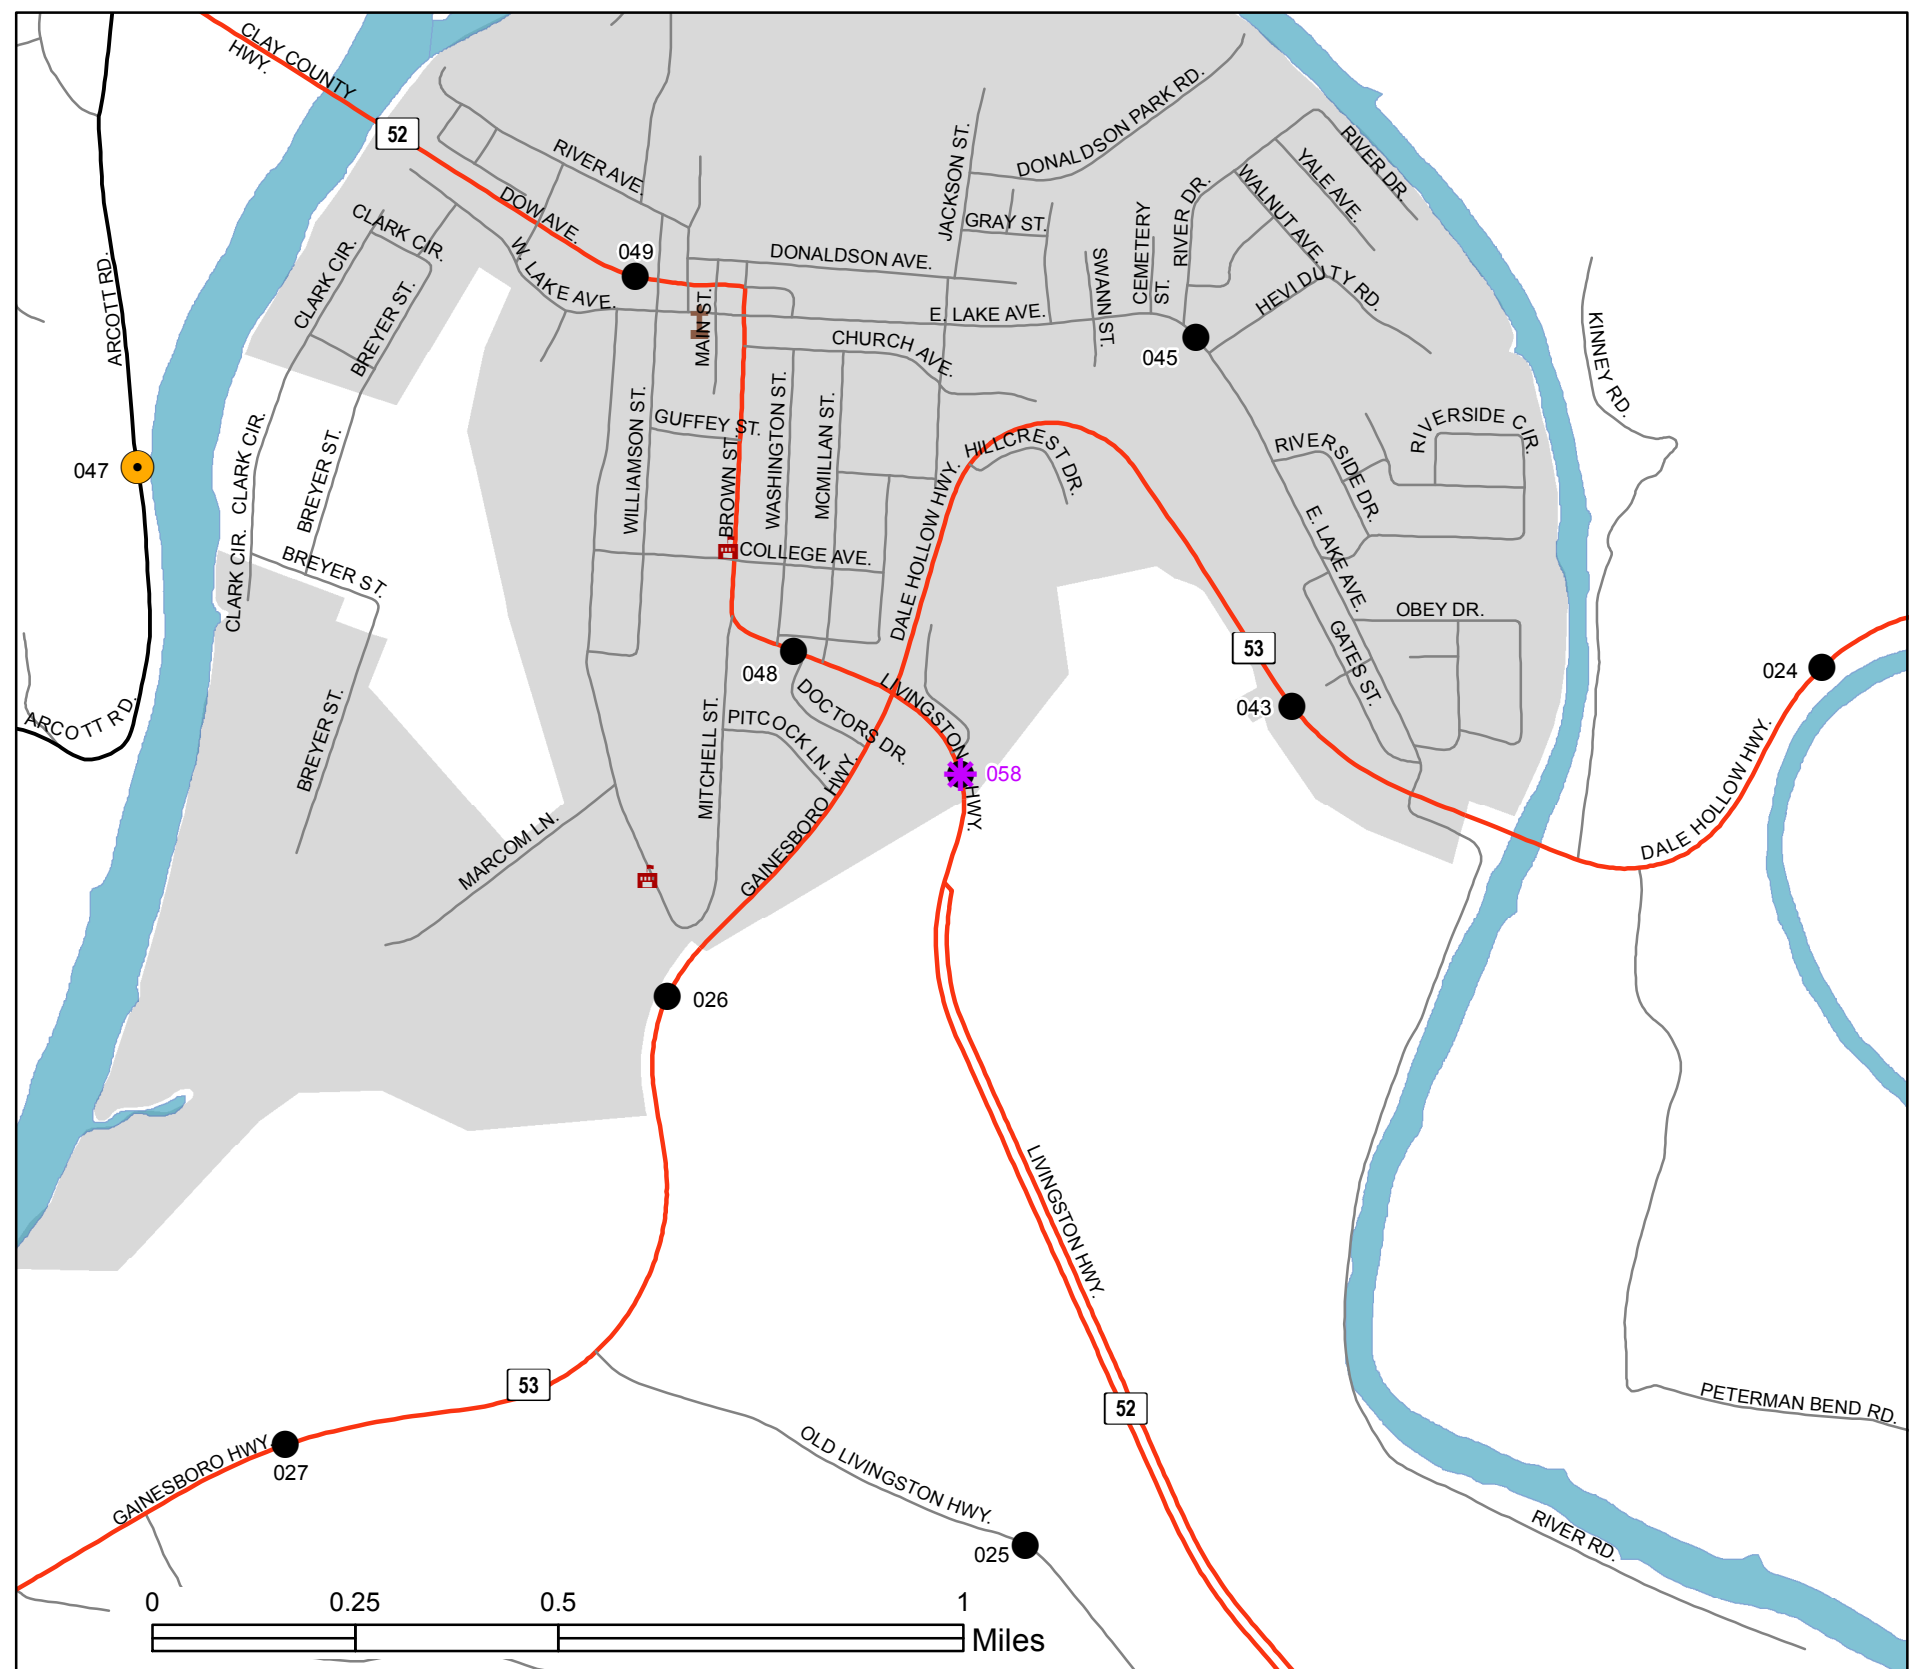 CLAY COUNTY
HWY.
52
RIVER AVE.
DOW AVE.
CLARK CIR.
CLARK CIR.
W. LAKE AVE.
049
BREYER ST.
ARCOTT RD.
JACKSON ST.
DONALDSON PARK RD.
GRAY ST.
DONALDSON AVE.
E. LAKE AVE.
CHURCH AVE.
MAIN ST.
SWANN ST.
CEMETERY
ST.
RIVER DR.
WALNUT AVE.
YALE AVE.
RIVER DR.
HEVI DUTY RD.
045
KINNEY RD.
047
CLARK CIR.
BREYER ST.
CLARK CIR.
BREYER ST.
WILLIAMSON ST.
GUFFEY ST.
BROWN ST.
WASHINGTON ST.
MCMILLAN ST.
HILLCREST DR.
DALE HOLLOW HWY.
COLLEGE AVE.
RIVERSIDE DR.
RIVERSIDE CIR.
E. LAKE AVE.
OBEY DR.
GATES ST.
53
043
024
DALE HOLLOW HWY.
048
LIVINGSTON HWY.
DOCTORS DR.
PITCOCK LN.
MITCHELL ST.
058
ARCOTT RD.
BREYER ST.
MARCOM LN.
GAINESBORO HWY.
026
LIVINGSTON HWY.
53
52
PETERMAN BEND RD.
OLD LIVINGSTON HWY.
GAINESBORO HWY.
027
025
RIVER RD.
0 0.25 0.5 1
Miles